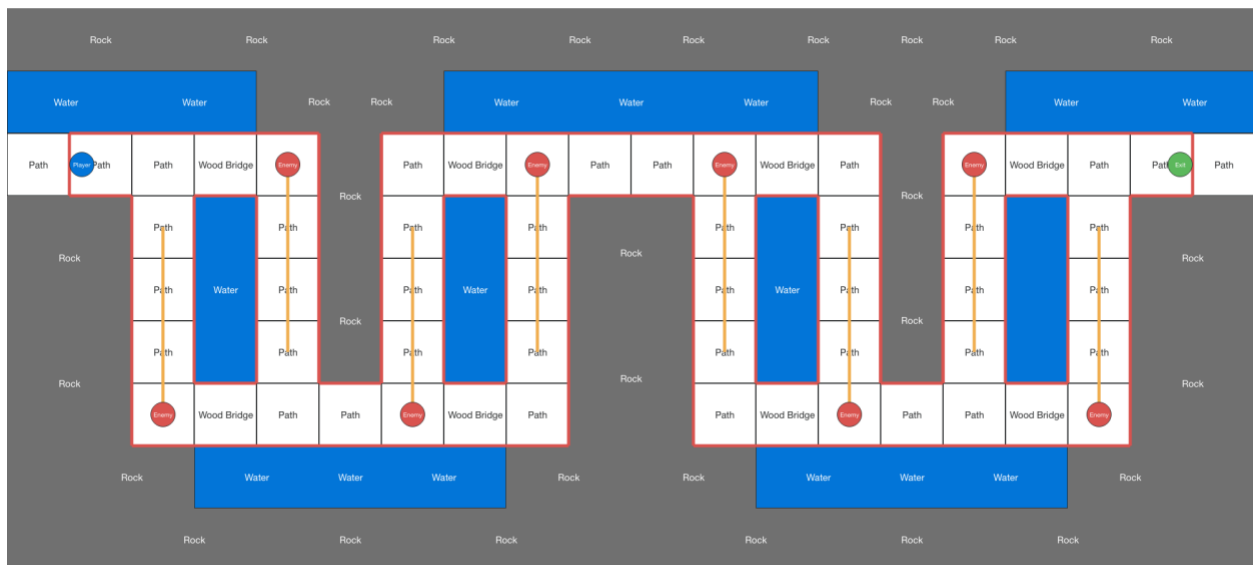 Rock Rock Rock Rock Rock Rock Rock Rock Rock
Water Water Rock Rock Water Water Water Rock Rock Water Water
Path Player Path Path Wood Bridge Enemy Path Wood Bridge Enemy Path Path Enemy Wood Bridge Path Enemy Wood Bridge Path Path Exit Path
Rock Rock
Path Path Path Path Path Path Path Path
Rock Rock Rock
Path Water Path Path Water Path Path Water Path Path Path
Rock Rock
Path Path Path Path Path Path Path Path
Rock Rock Rock
Enemy Wood Bridge Path Path Enemy Wood Bridge Path Path Wood Bridge Enemy Path Path Wood Bridge Enemy
Rock Water Water Water Rock Rock Water Water Water Rock
Rock Rock Rock Rock Rock Rock